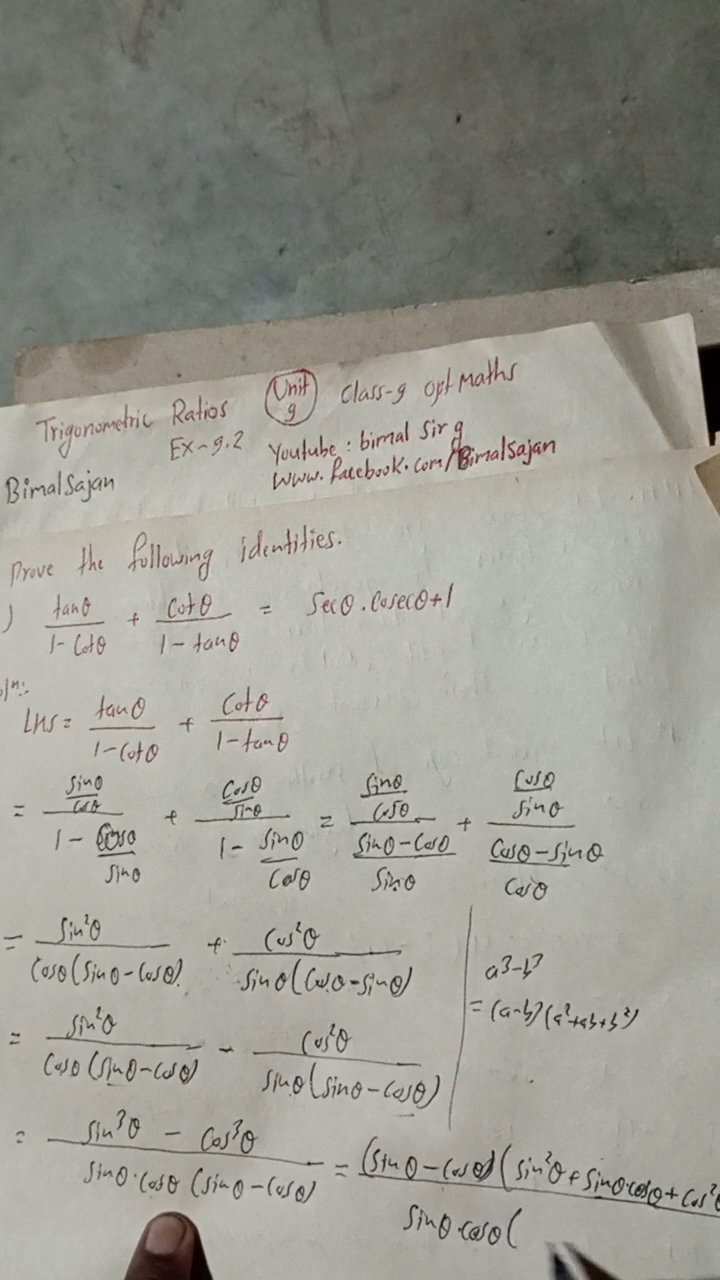 Trigonometric Ratios Unit 9 Class-9 opt Maths
Ex-9.2 Youtube: bimal Sir g
BimalSajan www.facebook.com/BimalSajan
Prove the following identities.
) tanθ/(1-Cotθ) + Cotθ/(1-tanθ) = Secθ.Cosecθ+1
ln:
LHS = tanθ/(1-Cotθ) + Cotθ/(1-tanθ)
= (Sinθ/Cosθ)/(1-Cosθ/Sinθ) + (Cosθ/Sinθ)/(1-Sinθ/Cosθ) = (Sinθ/Cosθ)/((Sinθ-Cosθ)/Sinθ) + (Cosθ/Sinθ)/((Cosθ-Sinθ)/Cosθ)
= Sin²θ/(Cosθ(Sinθ-Cosθ)) + Cos²θ/(Sinθ(Cosθ-Sinθ))
a³-b³
= (a-b)(a²+ab+b²)
= Sin²θ/(Cosθ(Sinθ-Cosθ)) - Cos²θ/(Sinθ(Sinθ-Cosθ))
= (Sin³θ - Cos³θ)/(Sinθ.Cosθ(Sinθ-Cosθ)) = (Sinθ-Cosθ)(Sin²θ+Sinθcosθ+Cos²θ/Sinθ.cosθ(